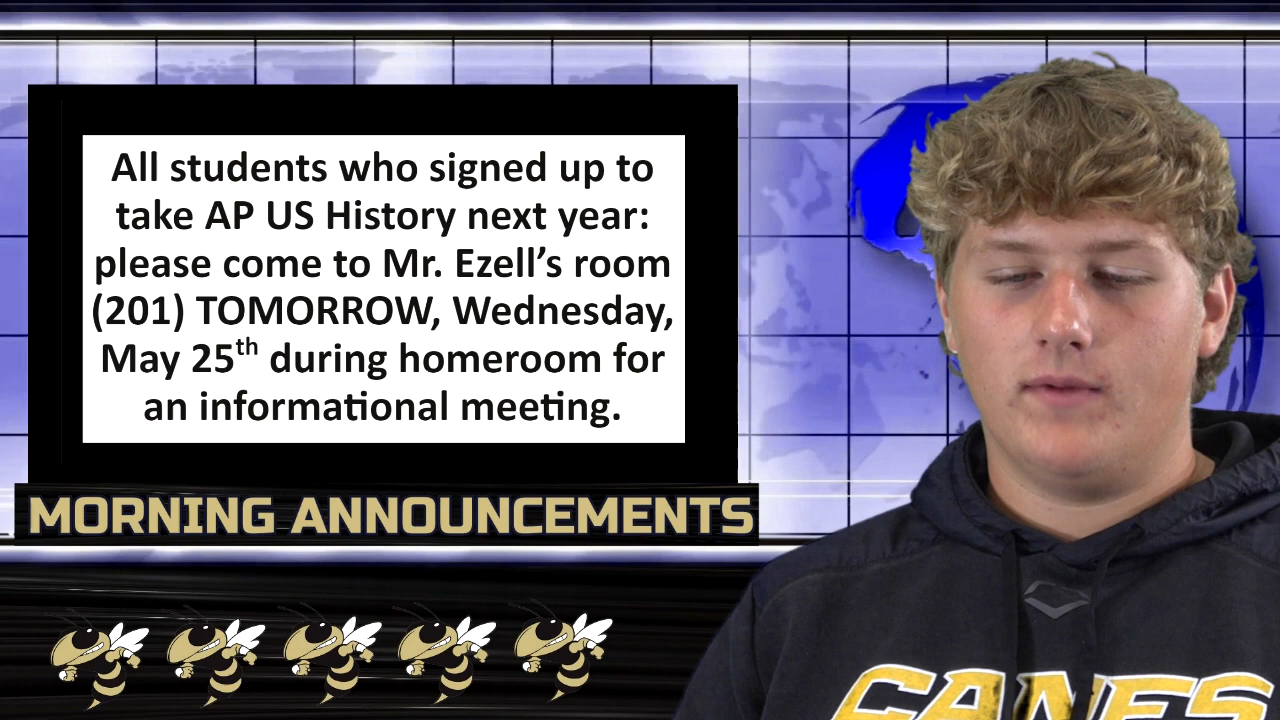 All students who signed up to
take AP US History next year:
please come to Mr. Ezell’s room
(201) TOMORROW, Wednesday,
May 25th during homeroom for
an informational meeting.
MORNING ANNOUNCEMENTS
CANES